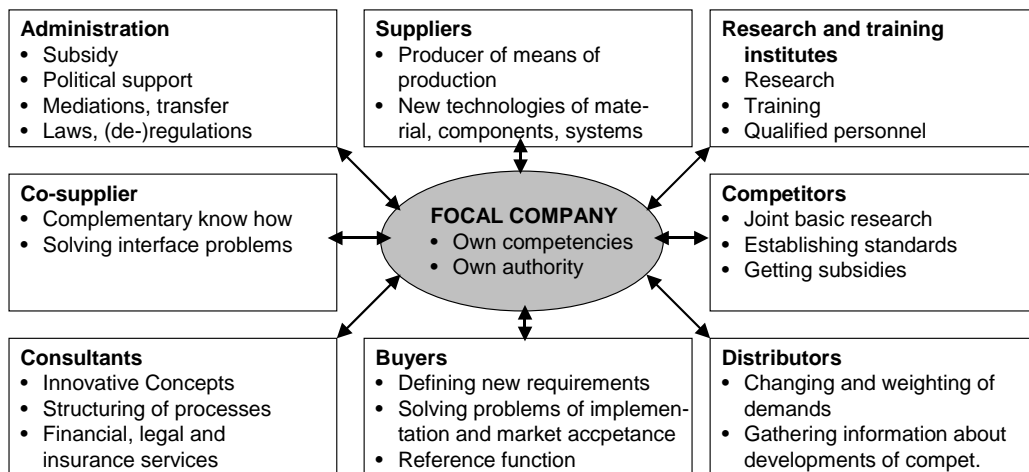 Administration
• Subsidy
• Political support
• Mediations, transfer
• Laws, (de-)regulations
Suppliers
• Producer of means of
production
• New technologies of mate-
rial, components, systems
Research and training
institutes
• Research
• Training
• Qualified personnel
Co-supplier
• Complementary know how
• Solving interface problems
FOCAL COMPANY
• Own competencies
• Own authority
Competitors
• Joint basic research
• Establishing standards
• Getting subsidies
Consultants
• Innovative Concepts
• Structuring of processes
• Financial, legal and
insurance services
Buyers
• Defining new requirements
• Solving problems of implemen-
tation and market accpetance
• Reference function
Distributors
• Changing and weighting of
demands
• Gathering information about
developments of compet.